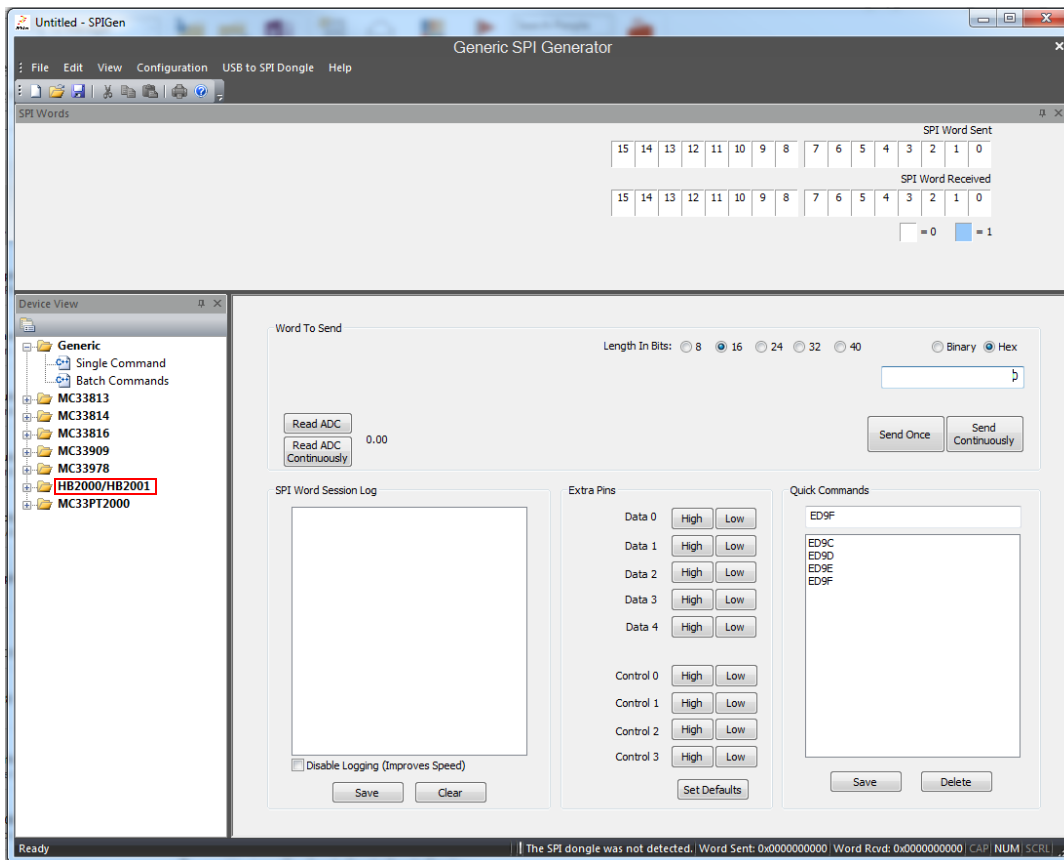 Untitled - SPIGen
Generic SPI Generator
File Edit View Configuration USB to SPI Dongle Help
SPI Words
SPI Word Sent
15 14 13 12 11 10 9 8 7 6 5 4 3 2 1 0
SPI Word Received
15 14 13 12 11 10 9 8 7 6 5 4 3 2 1 0
= 0 = 1
Device View
Generic
Single Command
Batch Commands
MC33813
MC33814
MC33816
MC33909
MC33978
HB2000/HB2001
MC33PT2000
Word To Send
Length In Bits: 8 16 24 32 40 Binary Hex
Read ADC
Read ADC
Continuously
0.00
Send Once
Send
Continuously
SPI Word Session Log
Disable Logging (Improves Speed)
Save Clear
Extra Pins
Data 0 High Low
Data 1 High Low
Data 2 High Low
Data 3 High Low
Data 4 High Low
Control 0 High Low
Control 1 High Low
Control 2 High Low
Control 3 High Low
Set Defaults
Quick Commands
ED9F
ED9C
ED9D
ED9E
ED9F
Save Delete
Ready
The SPI dongle was not detected. Word Sent: 0x0000000000 Word Rcvd: 0x0000000000 CAP NUM SCRL